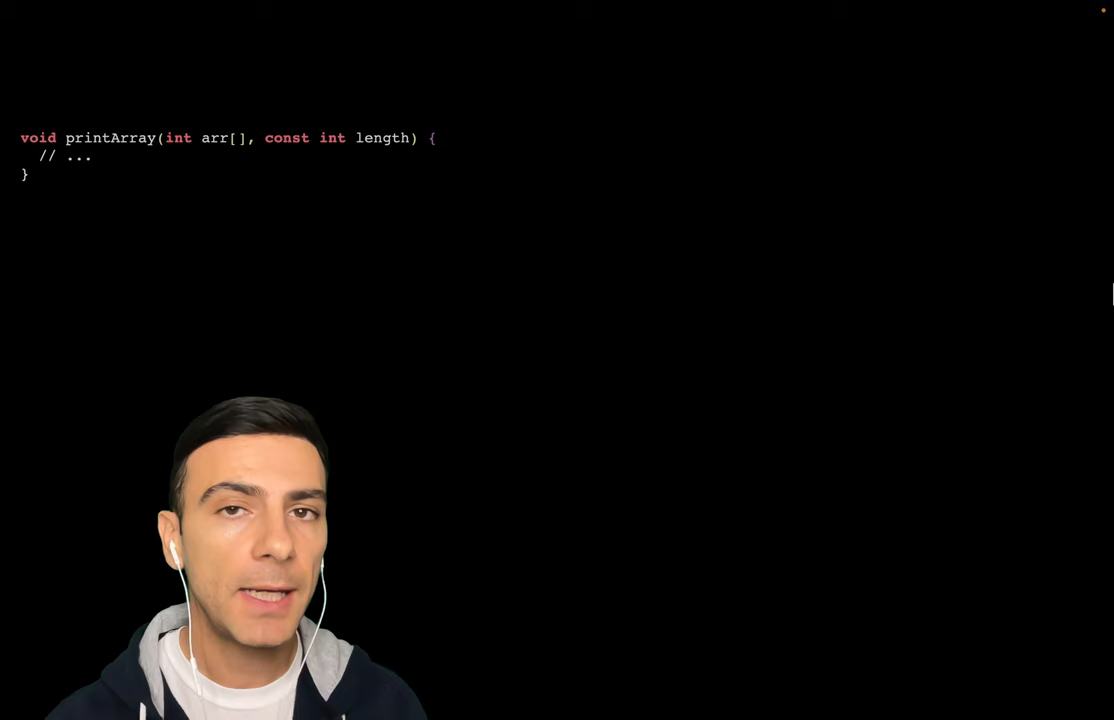 void printArray(int arr[], const int length) {
  // ...
}